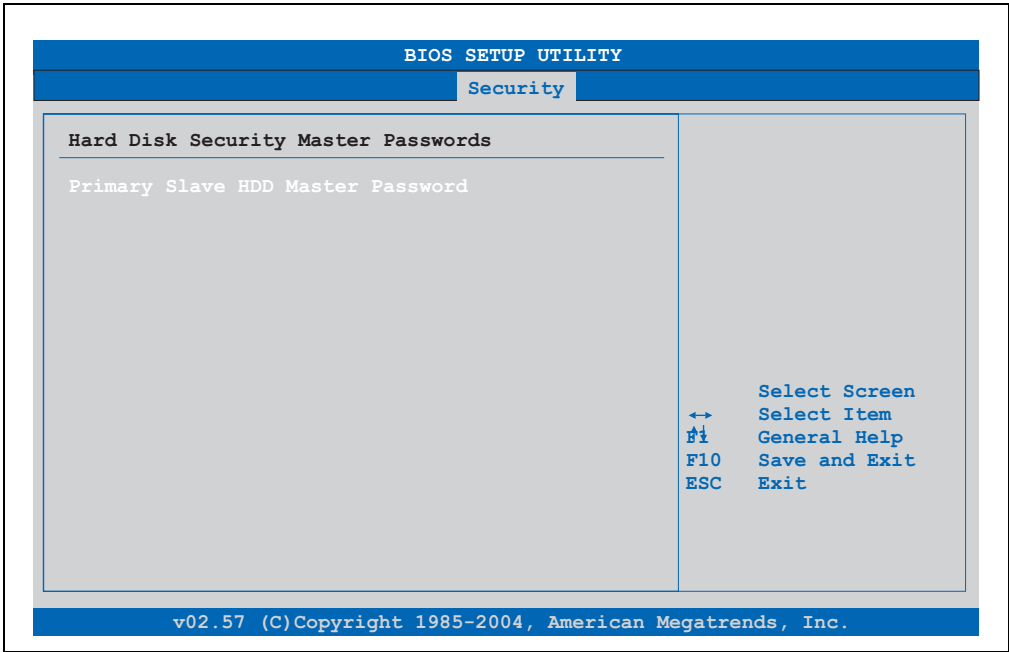 BIOS SETUP UTILITY
Security
Hard Disk Security Master Passwords
Primary Slave HDD Master Password
Select Screen
↔ Select Item
F1 General Help
F10 Save and Exit
ESC Exit
v02.57 (C)Copyright 1985-2004, American Megatrends, Inc.